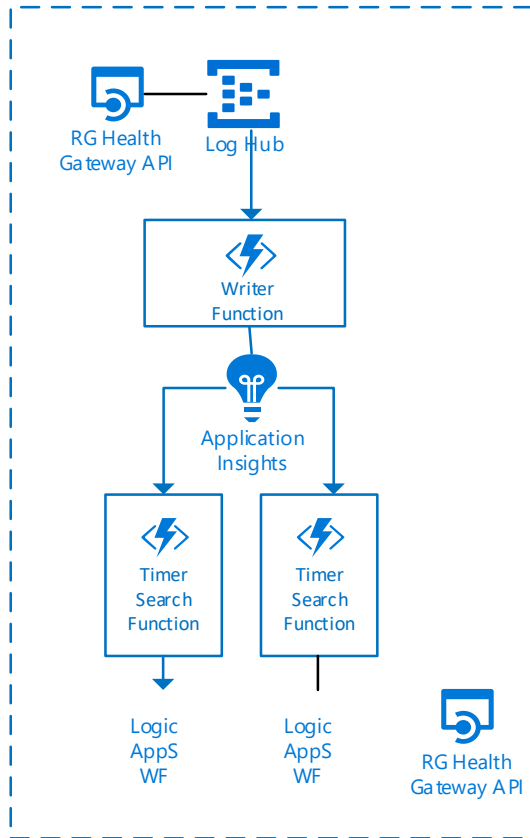 RG Health
Gateway API
Log Hub
Writer
Function
Application
Insights
Timer
Search
Function
Timer
Search
Function
Logic
AppS
WF
Logic
AppS
WF
RG Health
Gateway API